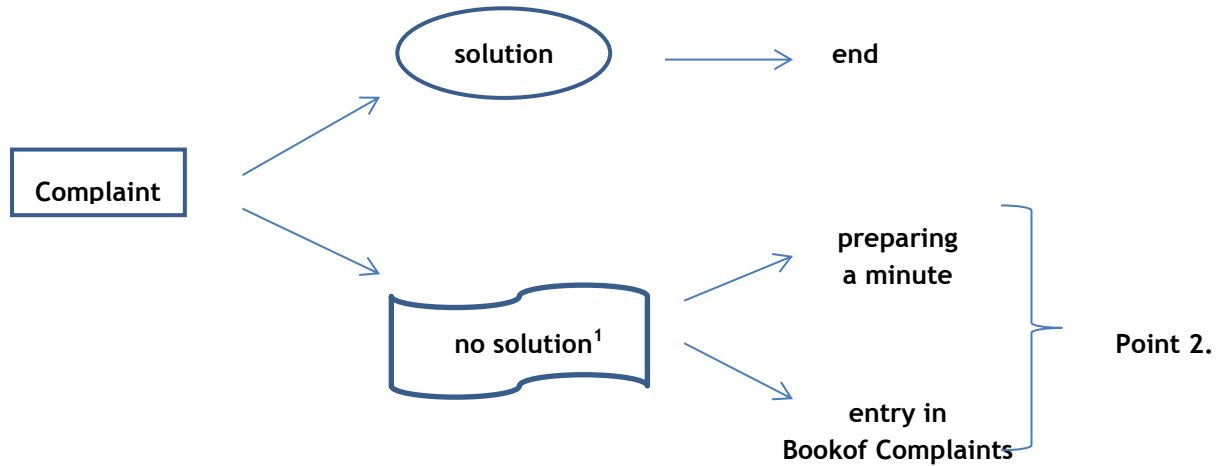 solution
end
Complaint
preparing
a minute
no solution¹
Point 2.
entry in
Bookof Complaints